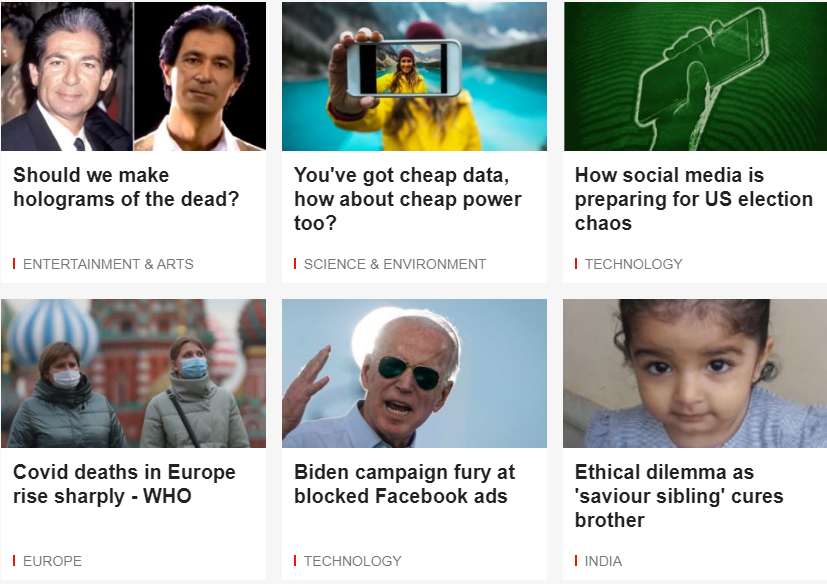 Should we make
holograms of the dead?
ENTERTAINMENT & ARTS
You've got cheap data,
how about cheap power
too?
SCIENCE & ENVIRONMENT
How social media is
preparing for US election
chaos
TECHNOLOGY
Covid deaths in Europe
rise sharply - WHO
EUROPE
Biden campaign fury at
blocked Facebook ads
TECHNOLOGY
Ethical dilemma as
'saviour sibling' cures
brother
INDIA